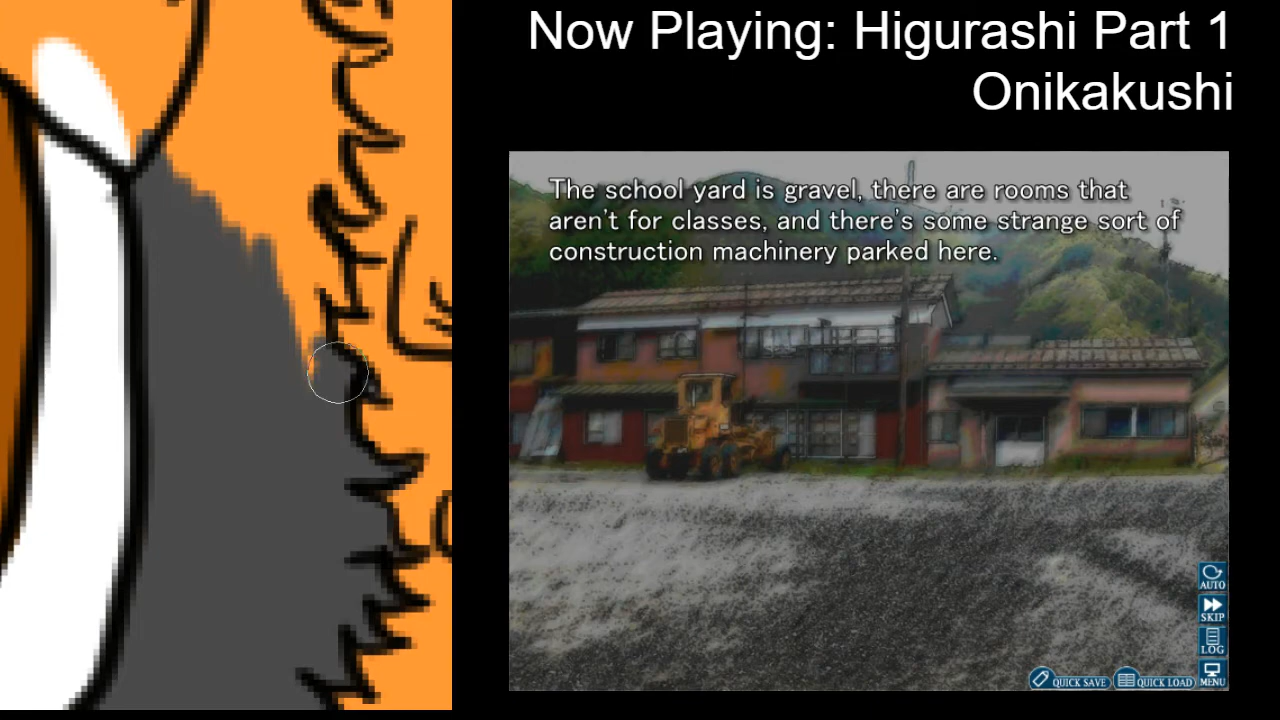 Now Playing: Higurashi Part 1
Onikakushi
The school yard is gravel, there are rooms that
aren't for classes, and there's some strange sort of
construction machinery parked here.
AUTO
SKIP
LOG
MENU
QUICK SAVE
QUICK LOAD